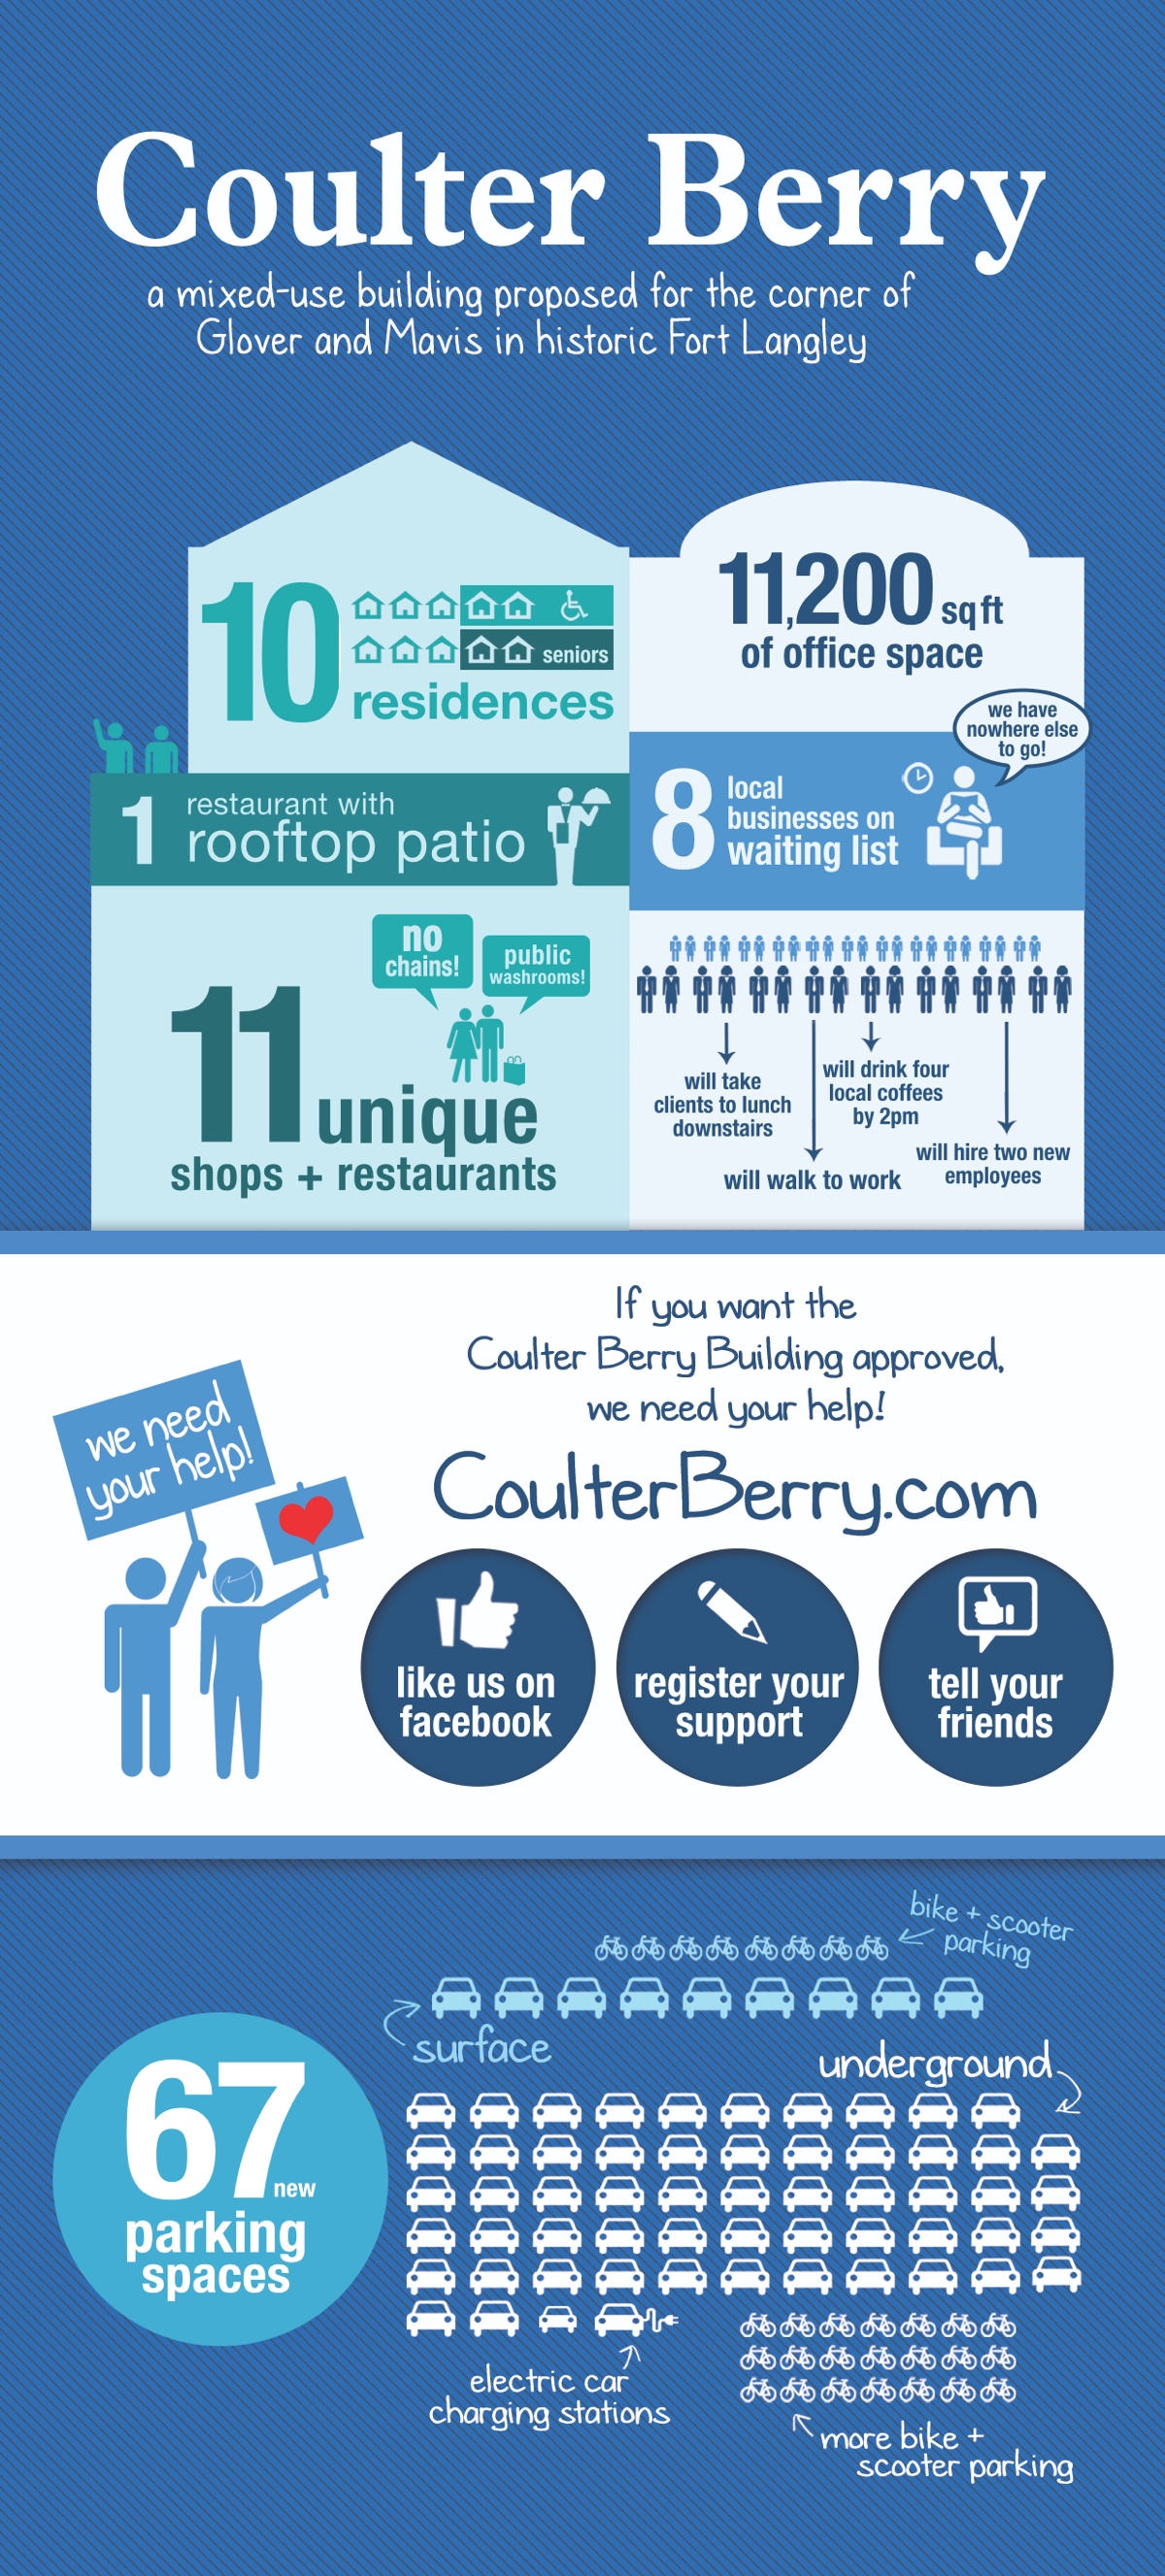 Coulter Berry
a mixed-use building proposed for the corner of
Glover and Mavis in historic Fort Langley
10
seniors
residences
1
restaurant with
rooftop patio
no
chains!
public
washrooms!
11 unique
shops + restaurants
11,200 sq ft
of office space
we have
nowhere else
to go!
8
local
businesses on
waiting list
will take
clients to lunch
downstairs
will drink four
local coffees
by 2pm
will walk to work
will hire two new
employees
If you want the
Coulter Berry Building approved,
we need your help!
CoulterBerry.com
we need
your help!
like us on
facebook
register your
support
tell your
friends
bike + scooter
parking
surface
underground
67 new
parking
spaces
electric car
charging stations
more bike +
scooter parking